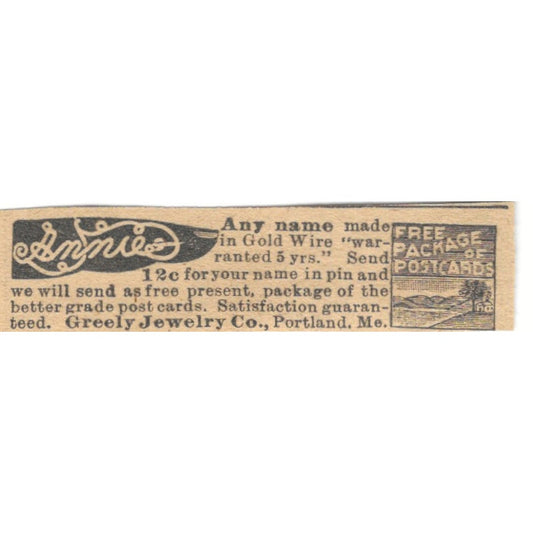 Annie
Any name made
in Gold Wire "war-
ranted 5 yrs." Send
12c for your name in pin and
we will send as free present, package of the
better grade post cards. Satisfaction guaran-
teed. Greely Jewelry Co., Portland, Me.
FREE
PACKAGE
OF
POSTCARDS